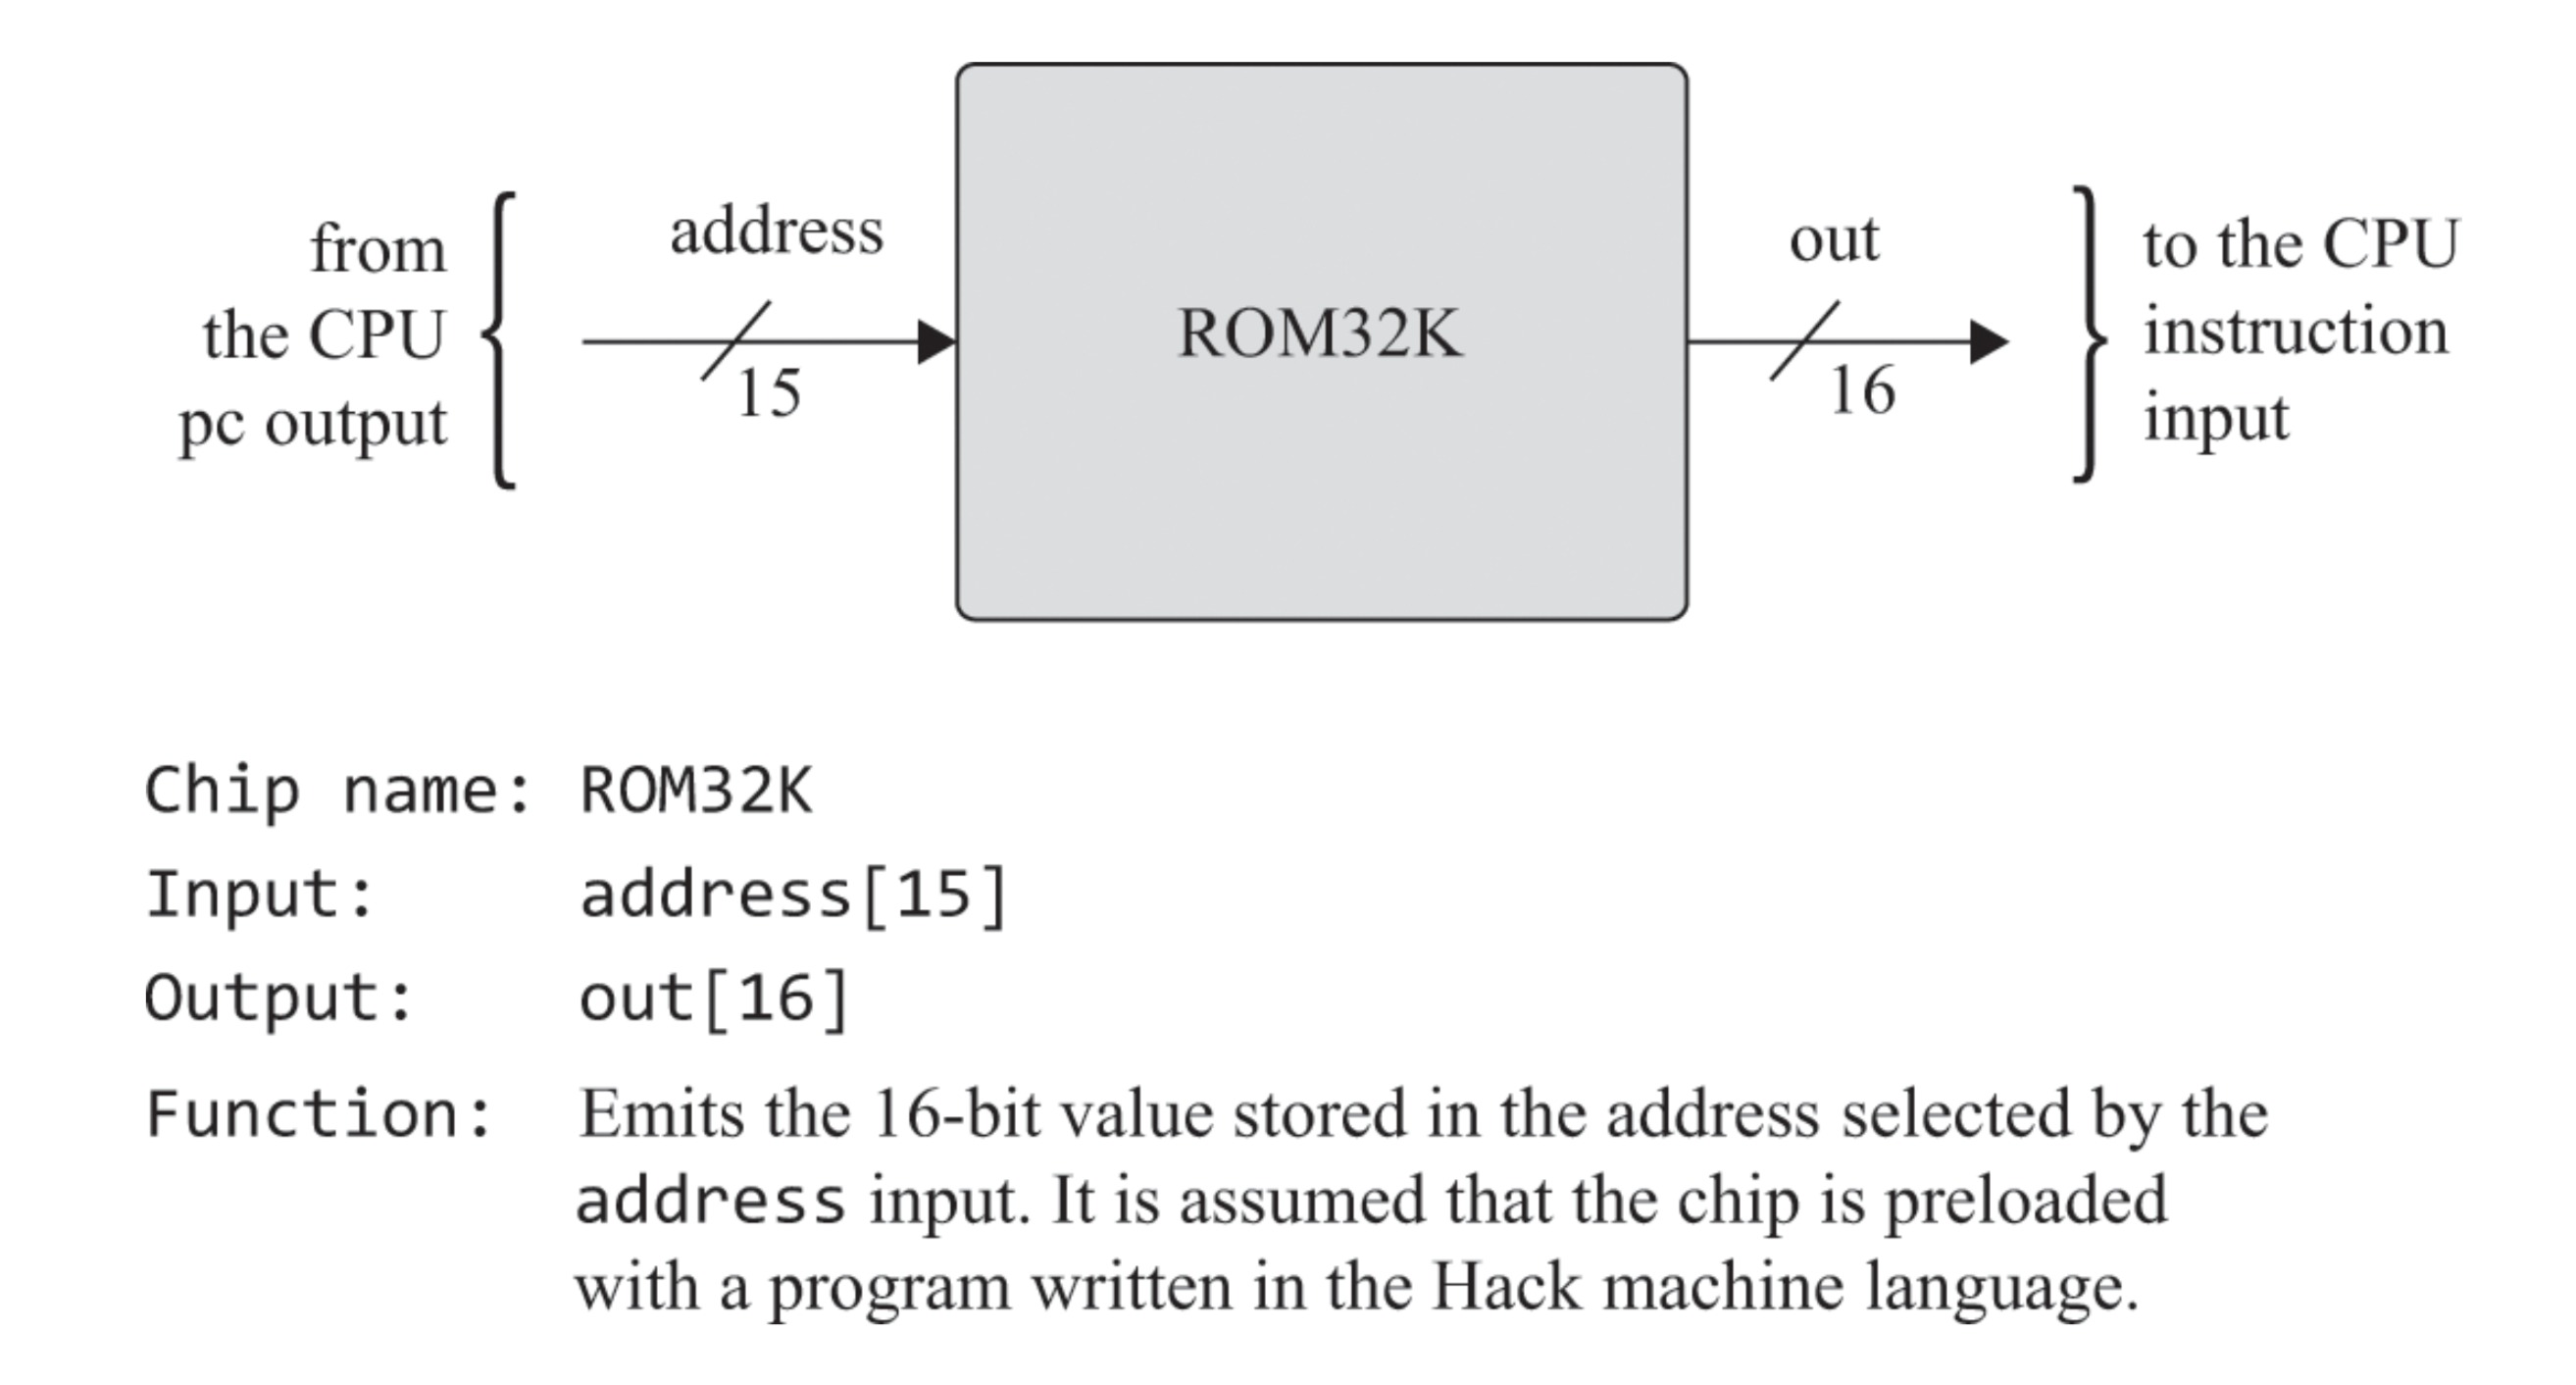 from
the CPU
pc output
address
15
ROM32K
out
16
to the CPU
instruction
input
Chip name: ROM32K
Input: address[15]
Output: out[16]
Function: Emits the 16-bit value stored in the address selected by the
address input. It is assumed that the chip is preloaded
with a program written in the Hack machine language.